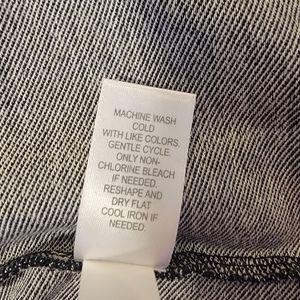 MACHINE WASH
COLD
WITH LIKE COLORS.
GENTLE CYCLE.
ONLY NON-
CHLORINE BLEACH
IF NEEDED.
RESHAPE AND
DRY FLAT
COOL IRON IF
NEEDED.